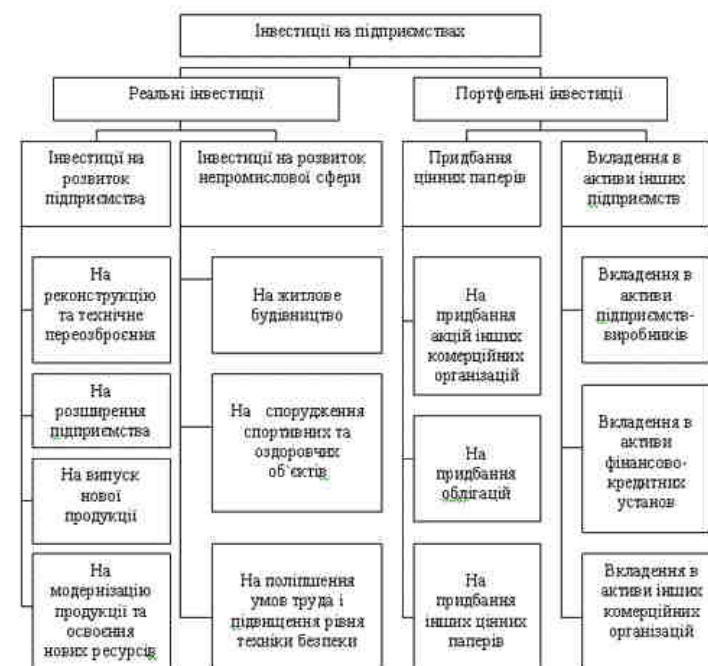 Інвестиції на підприємствах
Реальні інвестиції
Портфельні інвестиції
Інвестиції на
розвиток
підприємства
Інвестиції на розвиток
непромислової сфери
Придбання
цінних паперів
Вкладення в
активи інших
підприємств
На
реконструкцію
та технічне
переозброєння
На
розширення
підприємства
На випуск
нової
продукції
На
модернізацію
продукції та
освоєння
нових ресурсів
На житлове
будівництво
На спорудження
спортивних та
оздоровчих
об`єктів
На поліпшення
умов труда і
підвищення рівня
техніки безпеки
На
придбання
акцій інших
комерційних
організацій
На
придбання
облігацій
На
придбання
інших цінних
паперів
Вкладення в
активи
підприємств-
виробників
Вкладення в
активи
фінансово-
кредитних
установ
Вкладення в
активи інших
комерційних
організацій